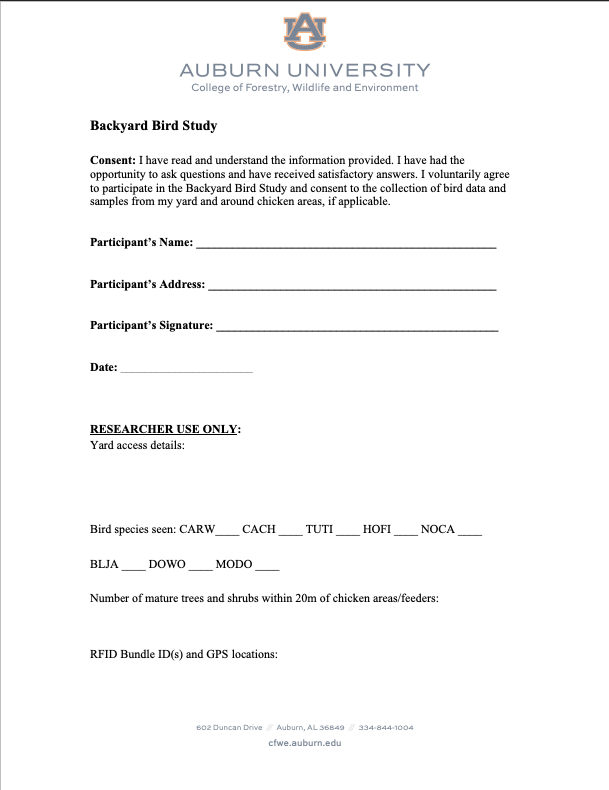 AU
AUBURN UNIVERSITY
College of Forestry, Wildlife and Environment
Backyard Bird Study
Consent: I have read and understand the information provided. I have had the
opportunity to ask questions and have received satisfactory answers. I voluntarily agree
to participate in the Backyard Bird Study and consent to the collection of bird data and
samples from my yard and around chicken areas, if applicable.
Participant’s Name: ______________________________________________
Participant’s Address: ____________________________________________
Participant’s Signature: ___________________________________________
Date: ______________________
RESEARCHER USE ONLY:
Yard access details:
Bird species seen: CARW____ CACH ____ TUTI ____ HOFI ____ NOCA ____
BLJA ____ DOWO ____ MODO ____
Number of mature trees and shrubs within 20m of chicken areas/feeders:
RFID Bundle ID(s) and GPS locations:
602 Duncan Drive // Auburn, AL 36849 // 334-844-1004
cfwe.auburn.edu